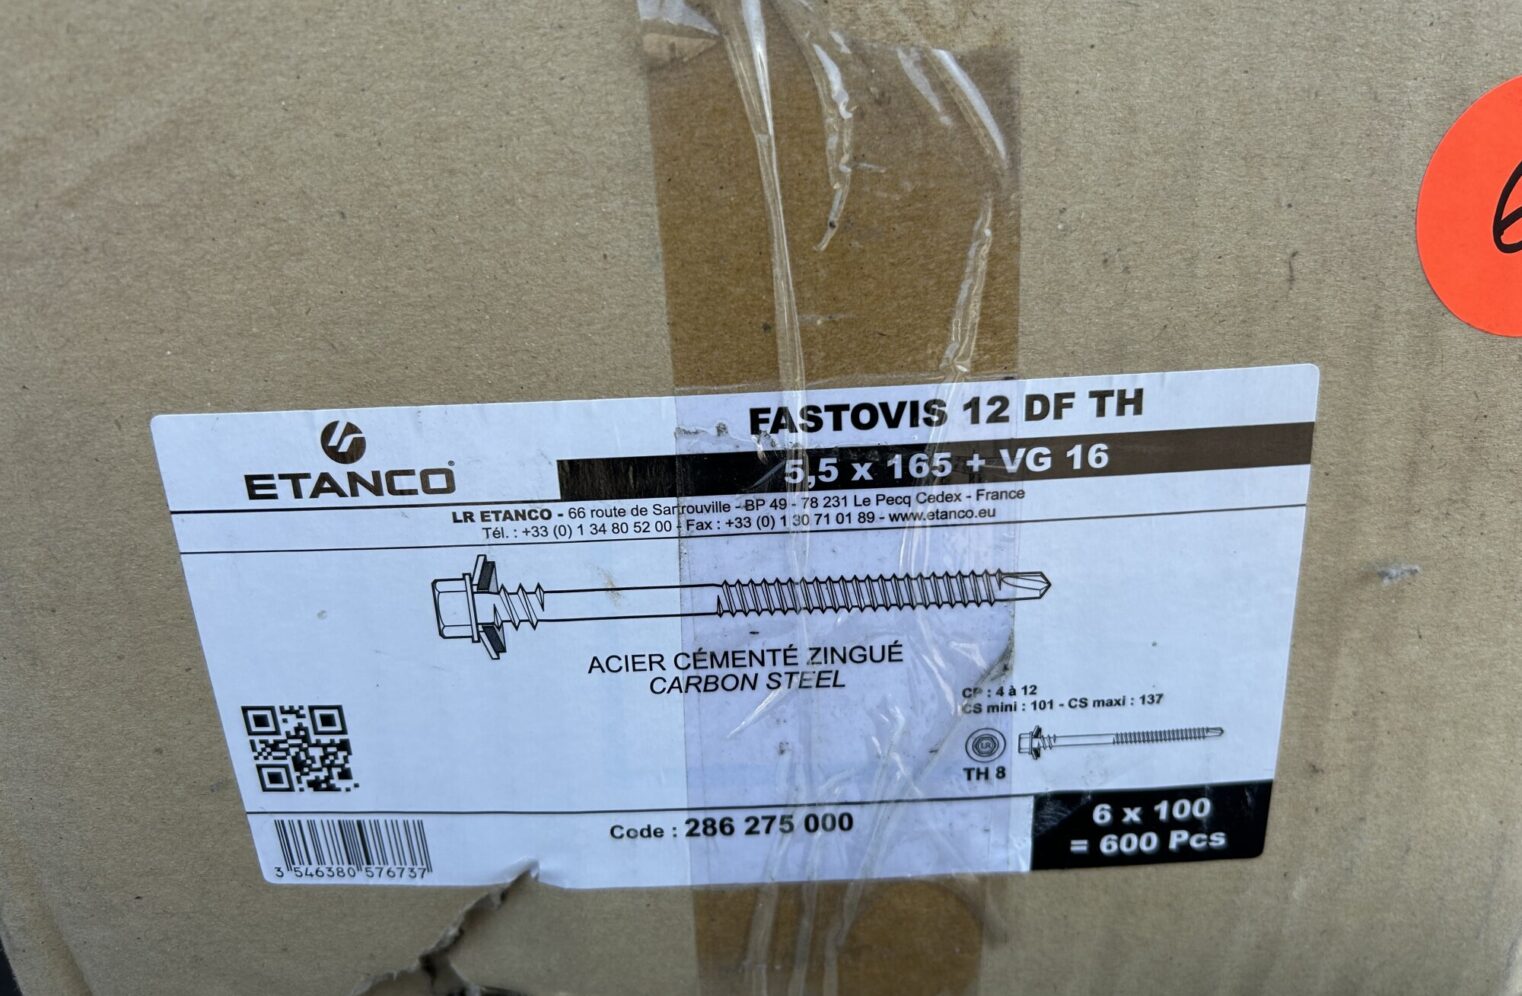 FASTOVIS 12 DF TH
ETANCO®
5,5 x 165 + VG 16
LR ETANCO - 66 route de Sartrouville - BP 49 - 78 231 Le Pecq Cedex - France
Tél. : +33 (0) 1 34 80 52 00 - Fax : +33 (0) 1 30 71 01 89 - www.etanco.eu
ACIER CÉMENTÉ ZINGUÉ
CARBON STEEL
CP : 4 à 12
CS mini : 101 - CS maxi : 137
LR
TH 8
Code : 286 275 000
6 x 100
= 600 Pcs
3 546380 576737